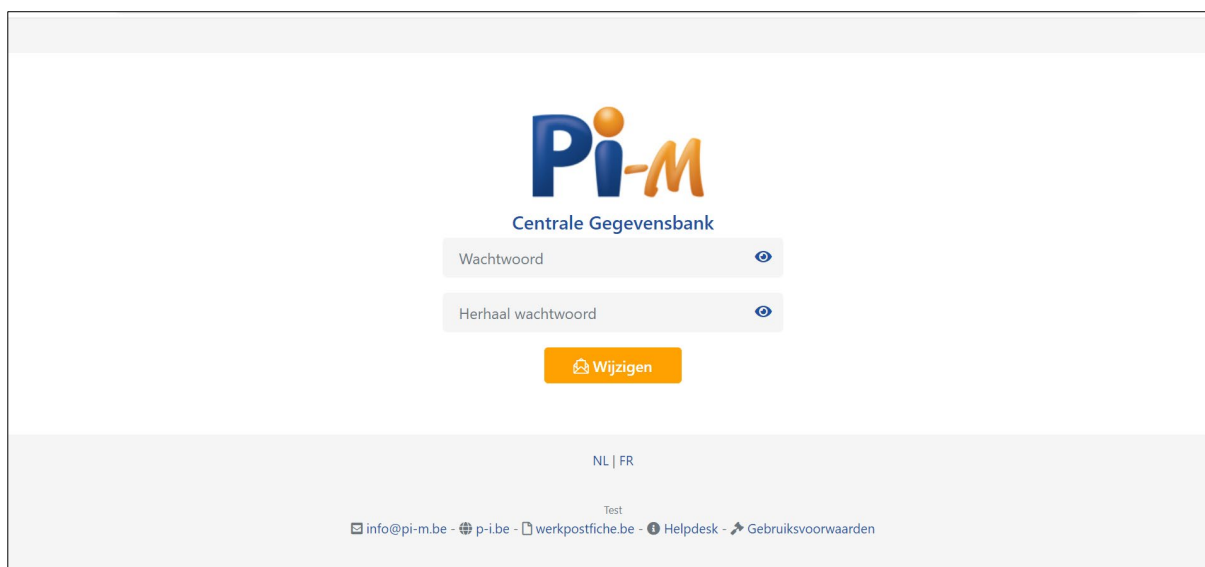 Pi-M
Centrale Gegevensbank
Wachtwoord
Herhaal wachtwoord
Wijzigen
NL | FR
Test
info@pi-m.be - p-i.be - werkpostfiche.be - Helpdesk - Gebruiksvoorwaarden